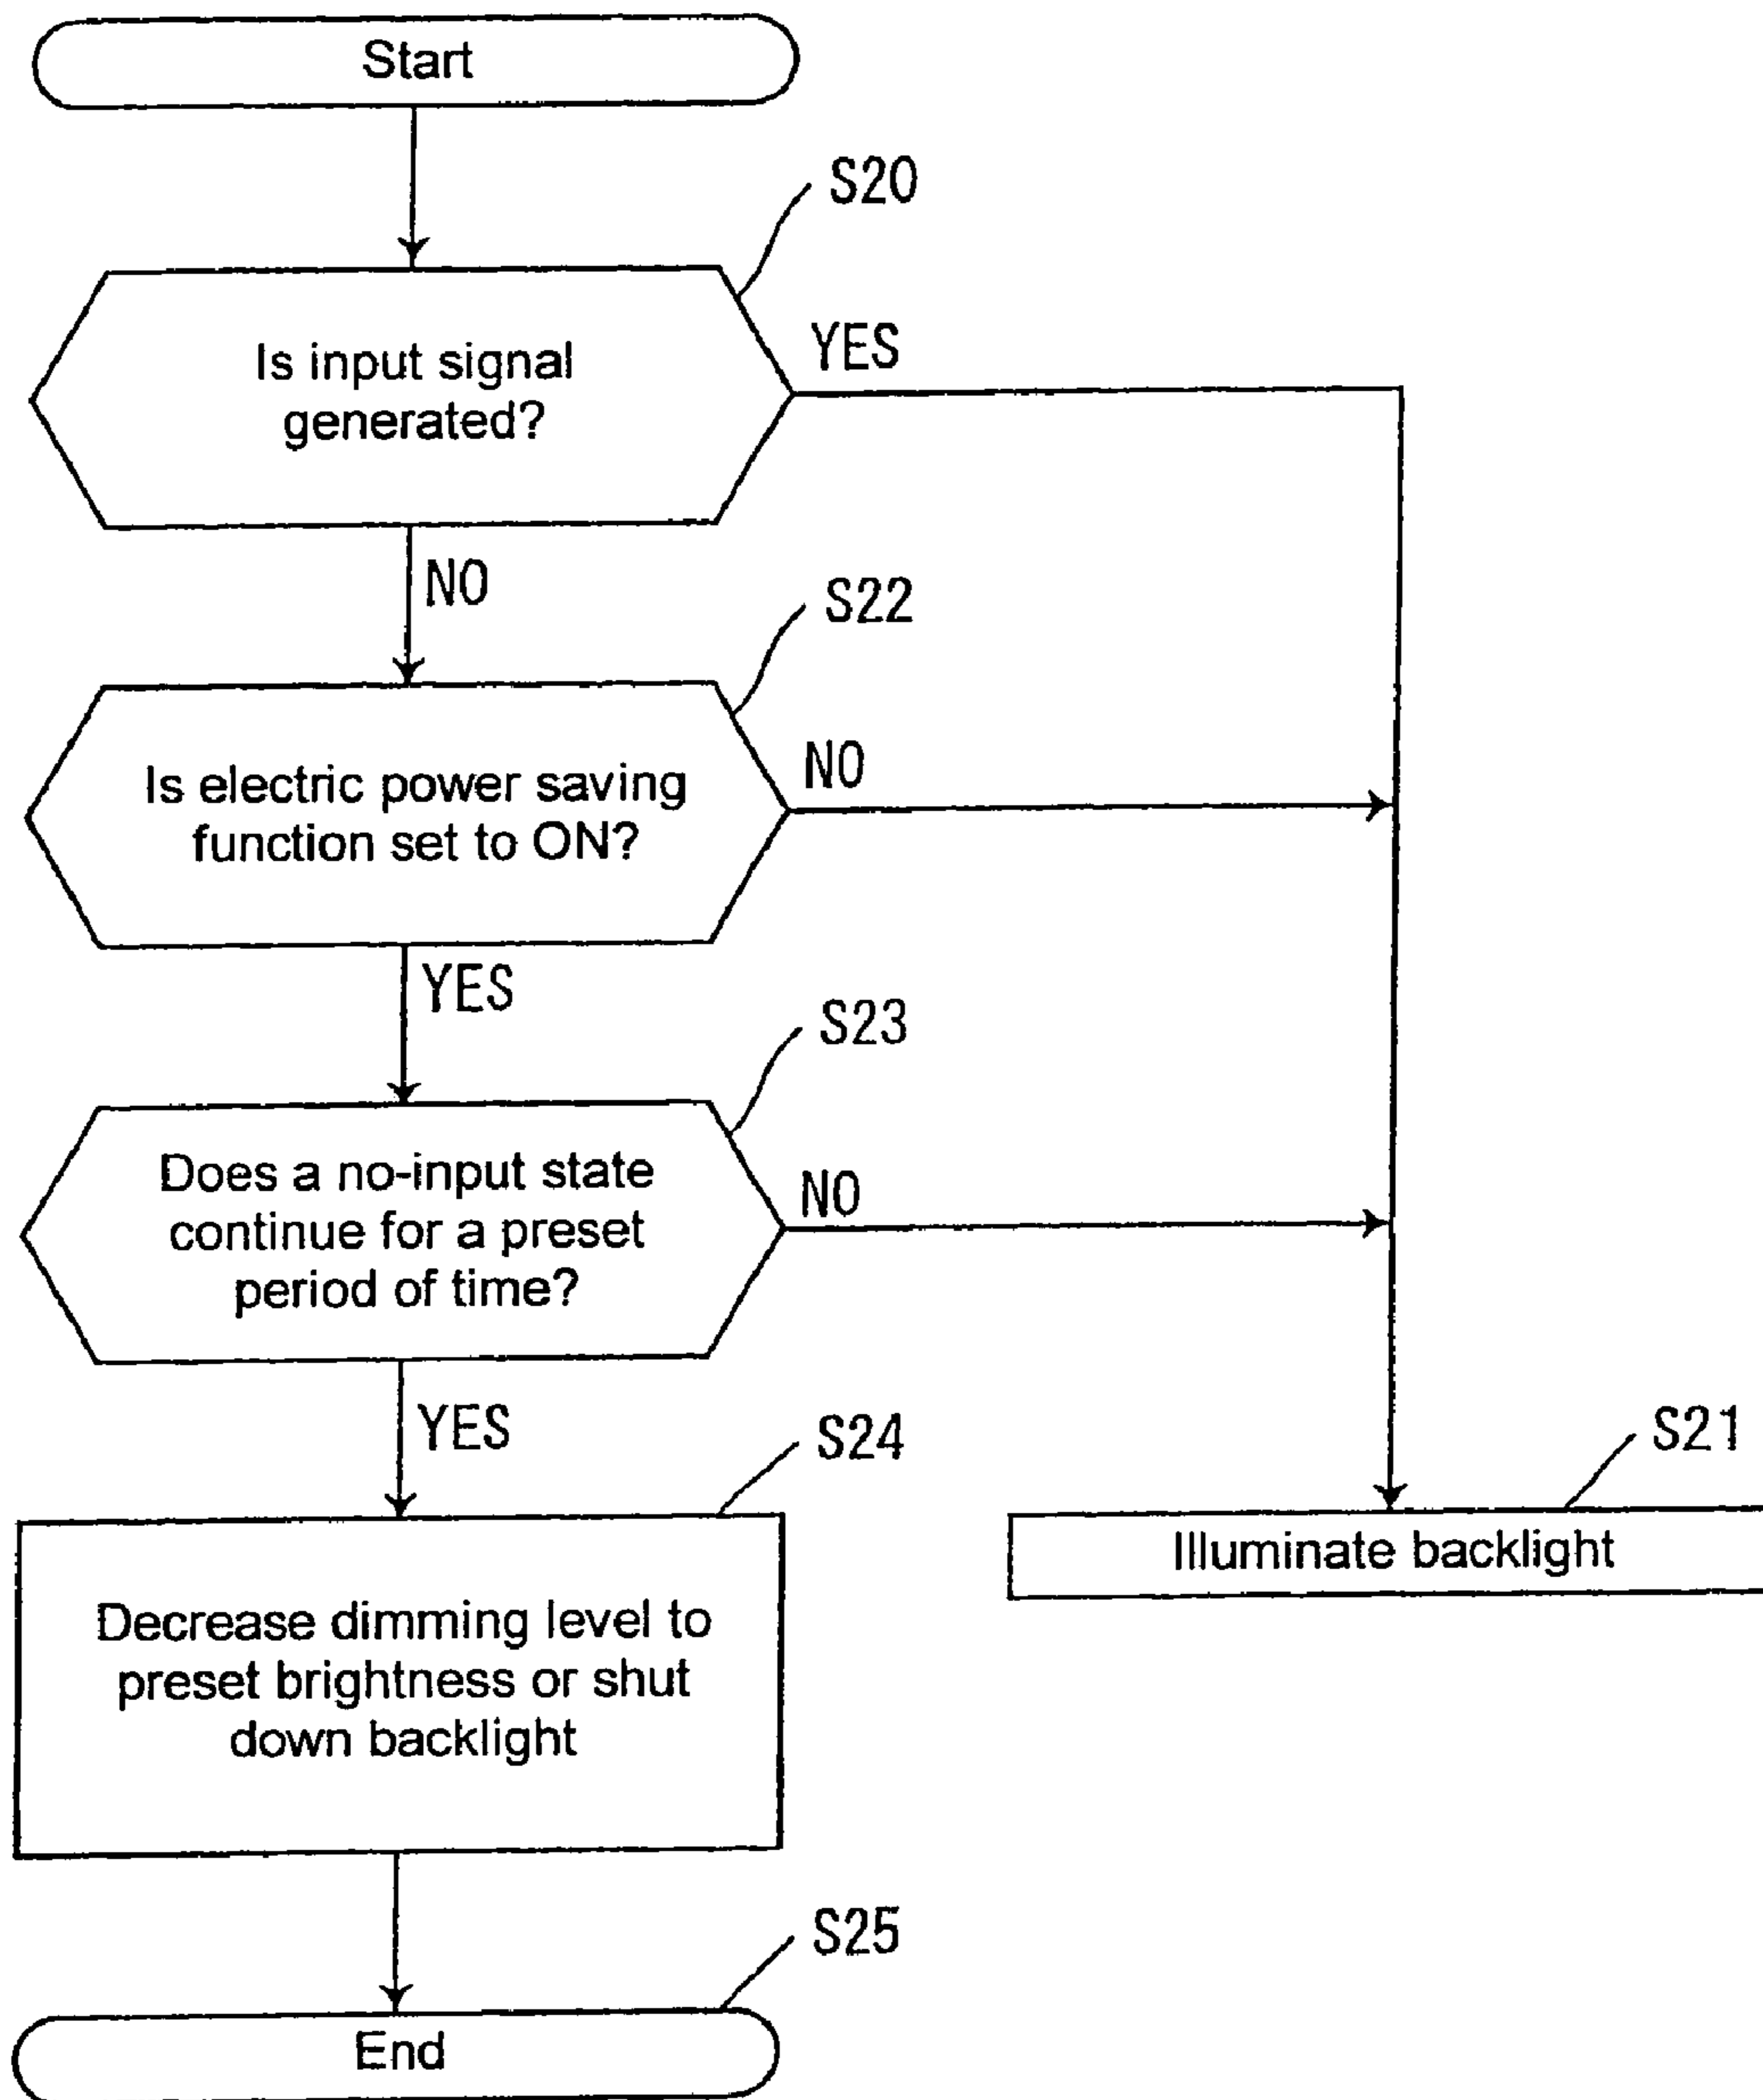 Start
S20
Is input signal
generated?
YES
NO
S22
Is electric power saving
function set to ON?
NO
YES
S23
Does a no-input state
continue for a preset
period of time?
NO
YES
S24
Decrease dimming level to
preset brightness or shut
down backlight
S21
Illuminate backlight
S25
End